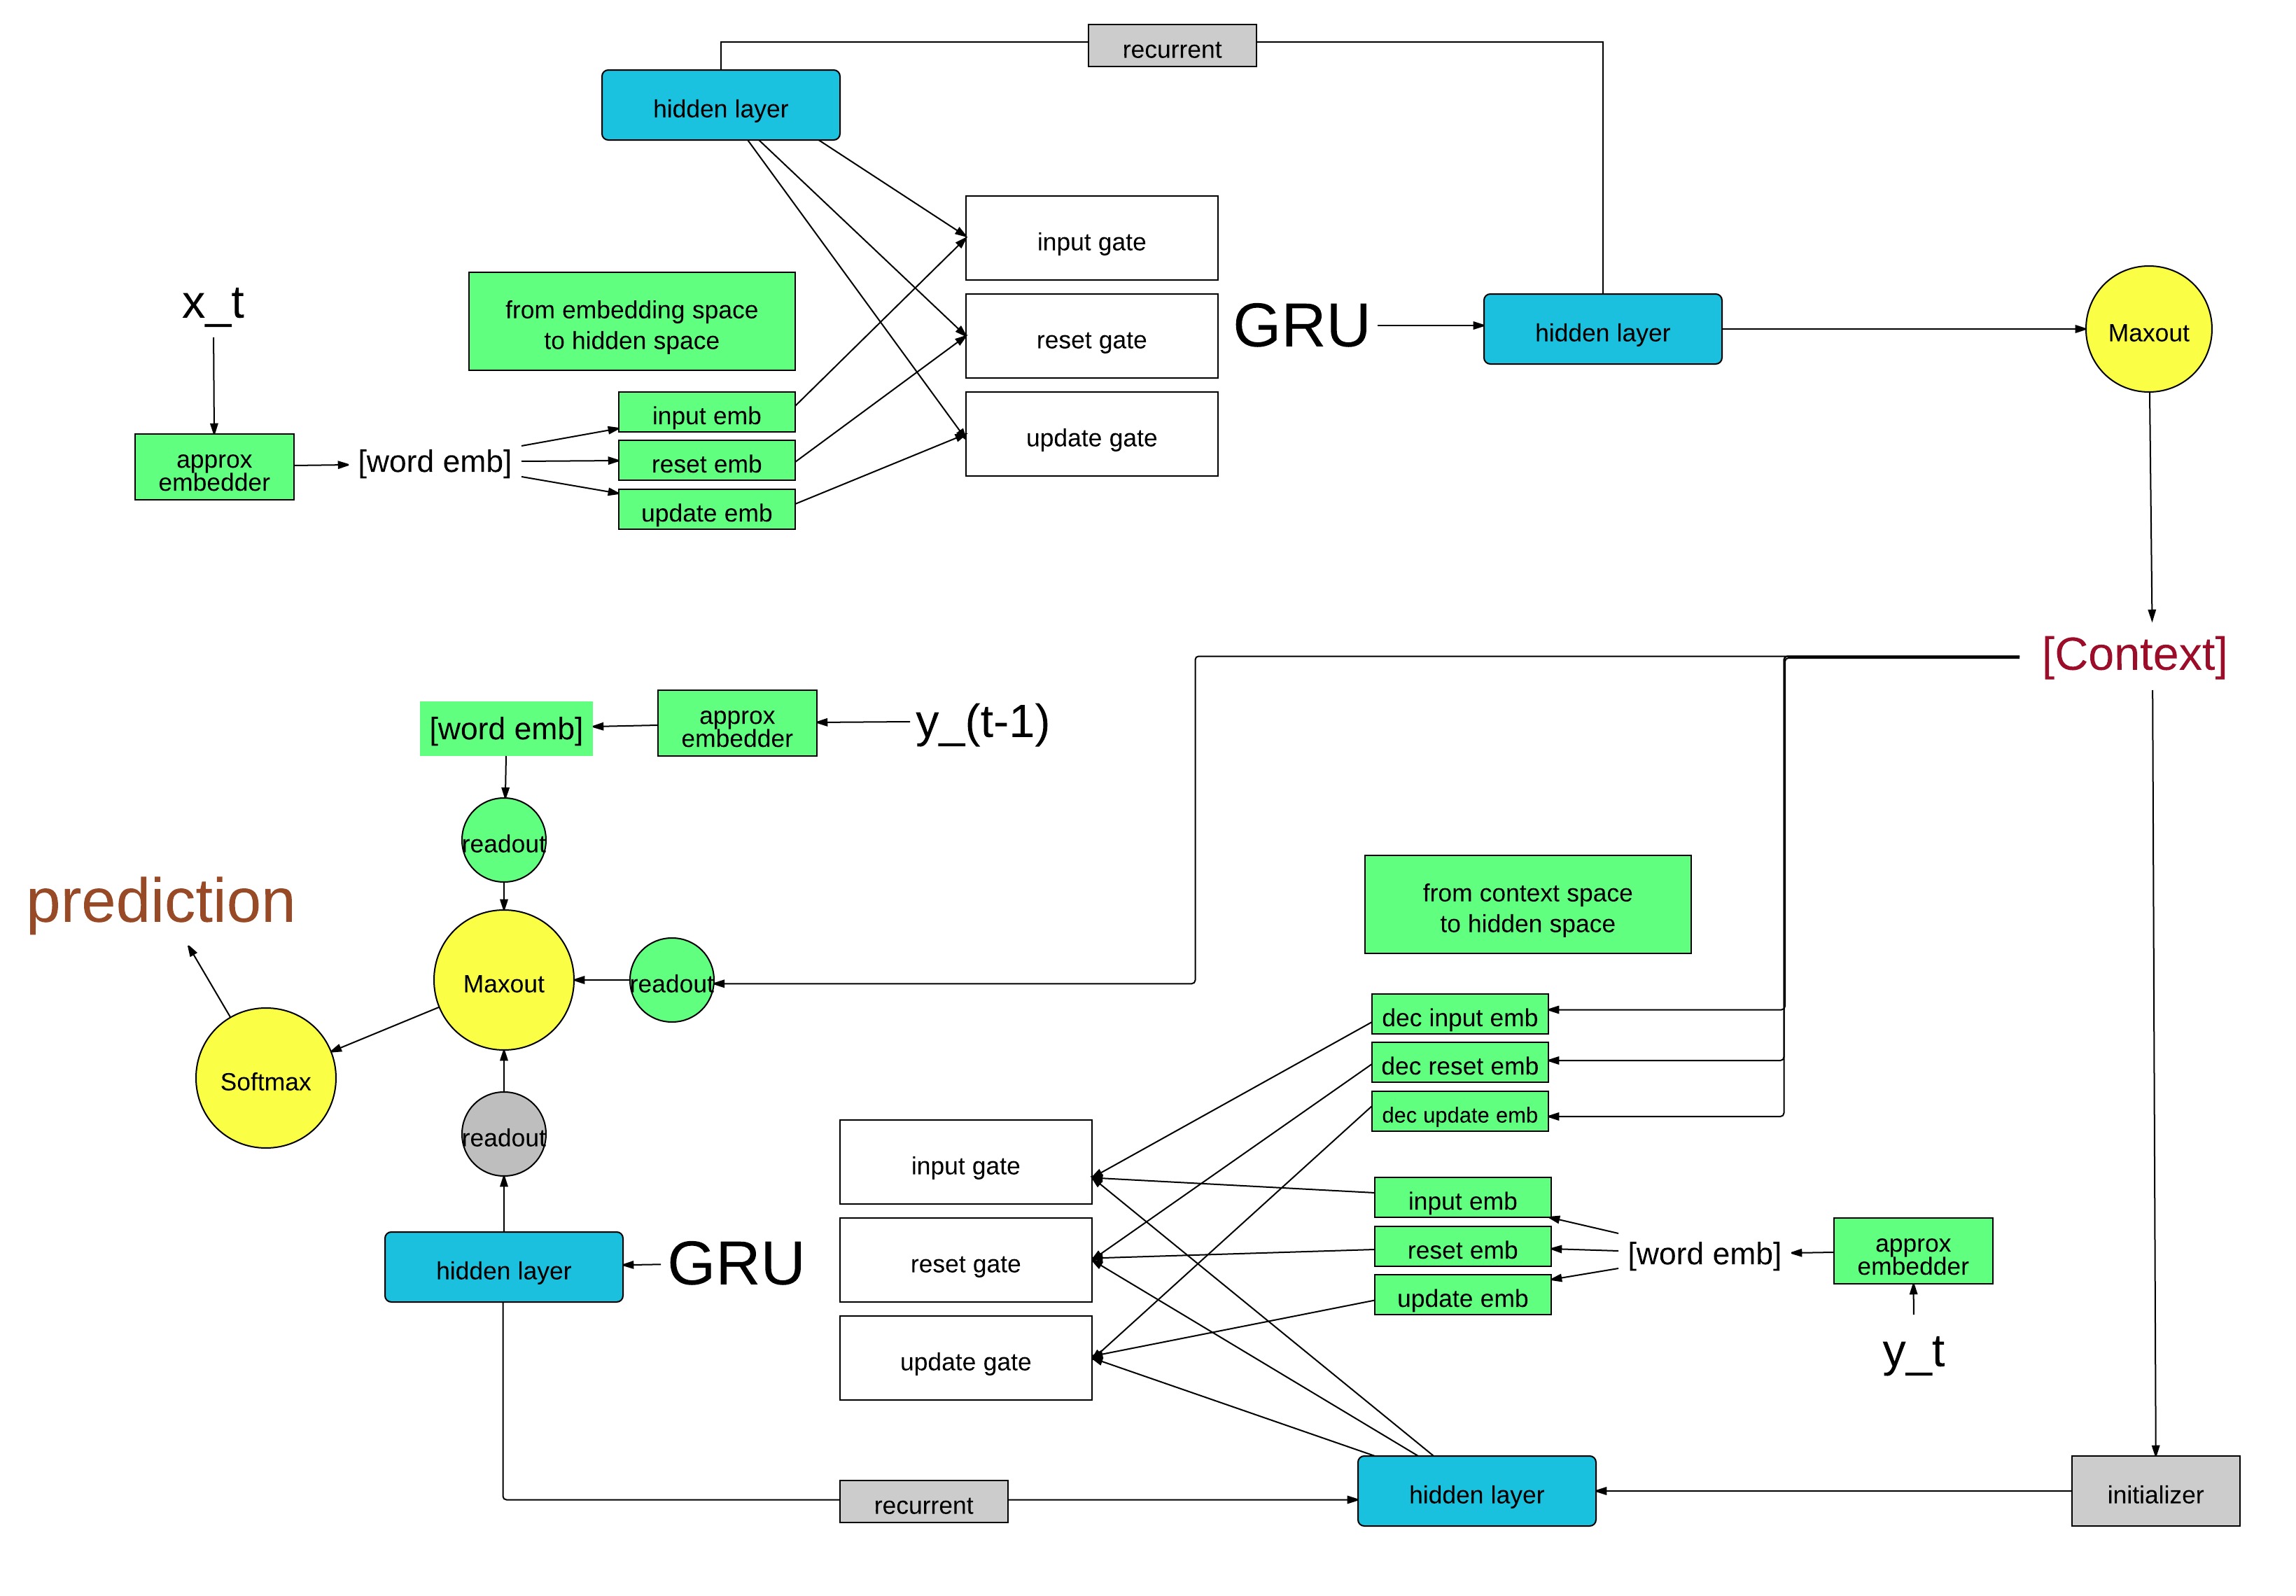 recurrent
hidden layer
input gate
x_t
from embedding space
to hidden space
reset gate
GRU
hidden layer
Maxout
input emb
approx
embedder
[word emb]
reset emb
update gate
update emb
[Context]
[word emb]
approx
embedder
y_(t-1)
readout
prediction
from context space
to hidden space
Maxout
readout
dec input emb
Softmax
dec reset emb
readout
dec update emb
input gate
input emb
hidden layer
GRU
reset gate
reset emb
[word emb]
approx
embedder
update emb
update gate
y_t
recurrent
hidden layer
initializer